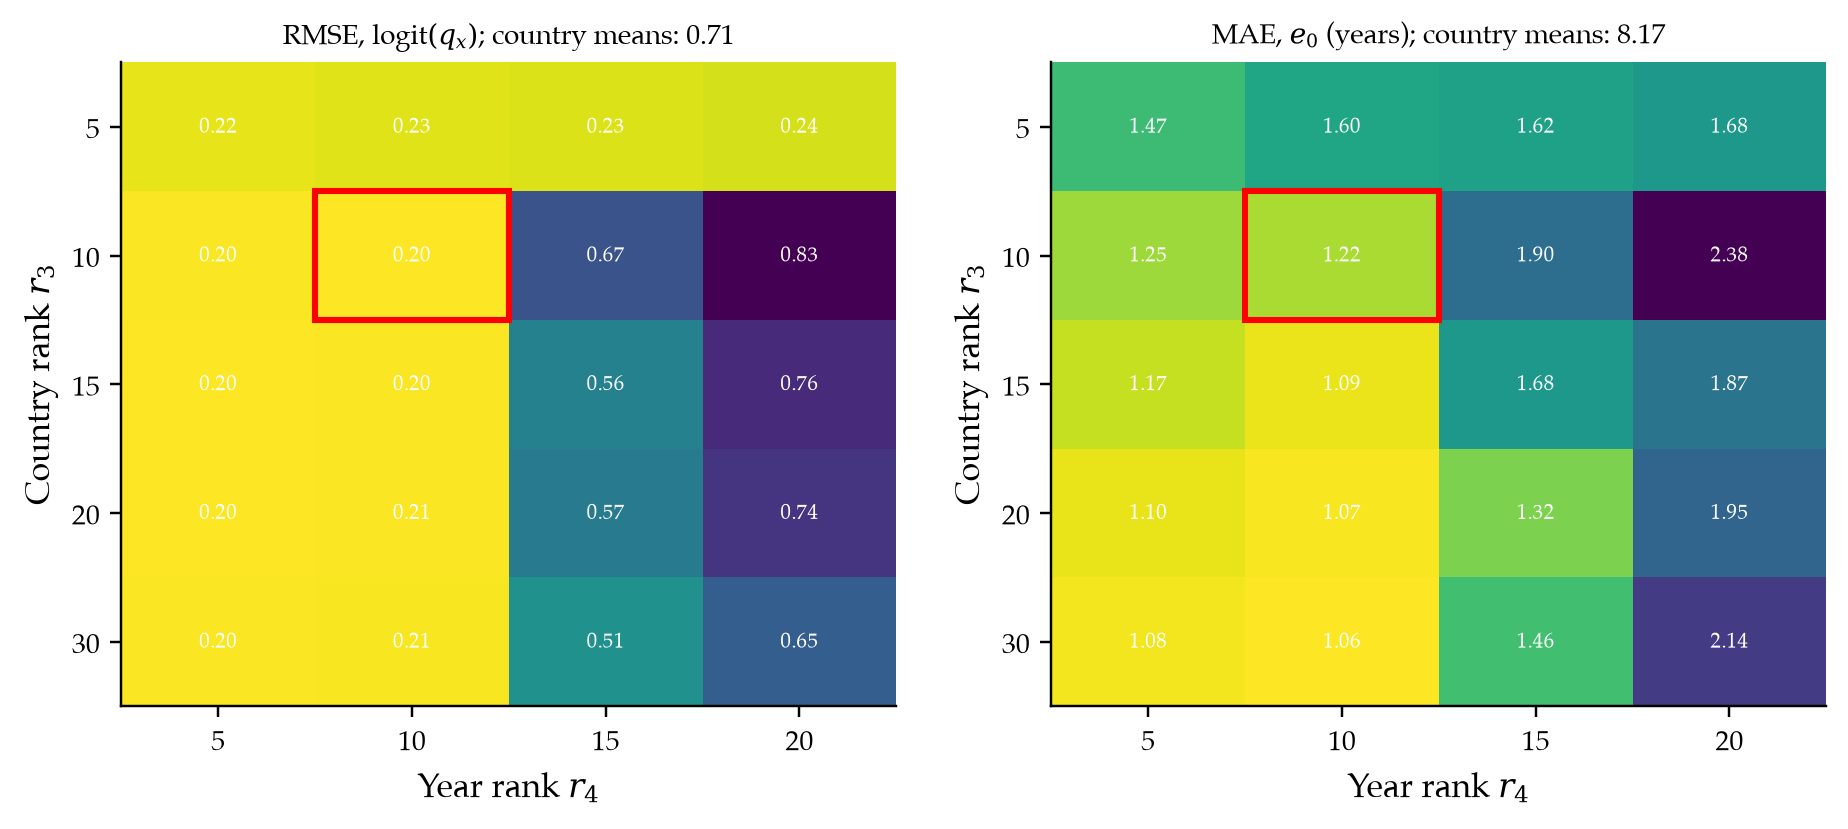 RMSE, logit(qₓ); country means: 0.71
Country rank r₃
5
10
15
20
30
0.22 0.23 0.23 0.24
0.20 0.20 0.67 0.83
0.20 0.20 0.56 0.76
0.20 0.21 0.57 0.74
0.20 0.21 0.51 0.65
5 10 15 20
Year rank r₄
MAE, e₀ (years); country means: 8.17
Country rank r₃
5
10
15
20
30
1.47 1.60 1.62 1.68
1.25 1.22 1.90 2.38
1.17 1.09 1.68 1.87
1.10 1.07 1.32 1.95
1.08 1.06 1.46 2.14
5 10 15 20
Year rank r₄